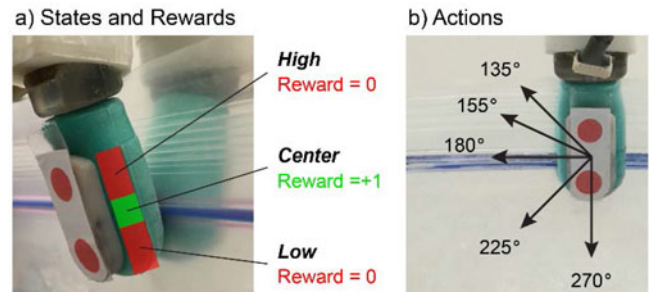 a) States and Rewards
High
Reward = 0
Center
Reward =+1
Low
Reward = 0
b) Actions
135°
155°
180°
225°
270°